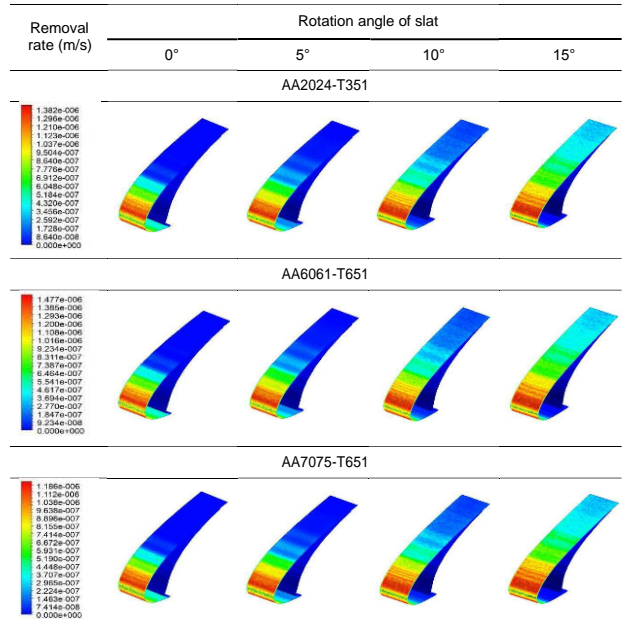 Removal
rate (m/s)
Rotation angle of slat
0° 5° 10° 15°
AA2024-T351
1.382e-006
1.296e-006
1.210e-006
1.123e-006
1.037e-006
9.504e-007
8.640e-007
7.776e-007
6.912e-007
6.048e-007
5.184e-007
4.320e-007
3.456e-007
2.592e-007
1.728e-007
8.640e-008
0.000e+000
AA6061-T651
1.477e-006
1.385e-006
1.293e-006
1.200e-006
1.108e-006
1.016e-006
9.234e-007
8.311e-007
7.387e-007
6.464e-007
5.541e-007
4.617e-007
3.694e-007
2.770e-007
1.847e-007
9.234e-008
0.000e+000
AA7075-T651
1.186e-006
1.112e-006
1.038e-006
9.638e-007
8.896e-007
8.155e-007
7.414e-007
6.672e-007
5.931e-007
5.190e-007
4.448e-007
3.707e-007
2.965e-007
2.224e-007
1.483e-007
7.414e-008
0.000e+000